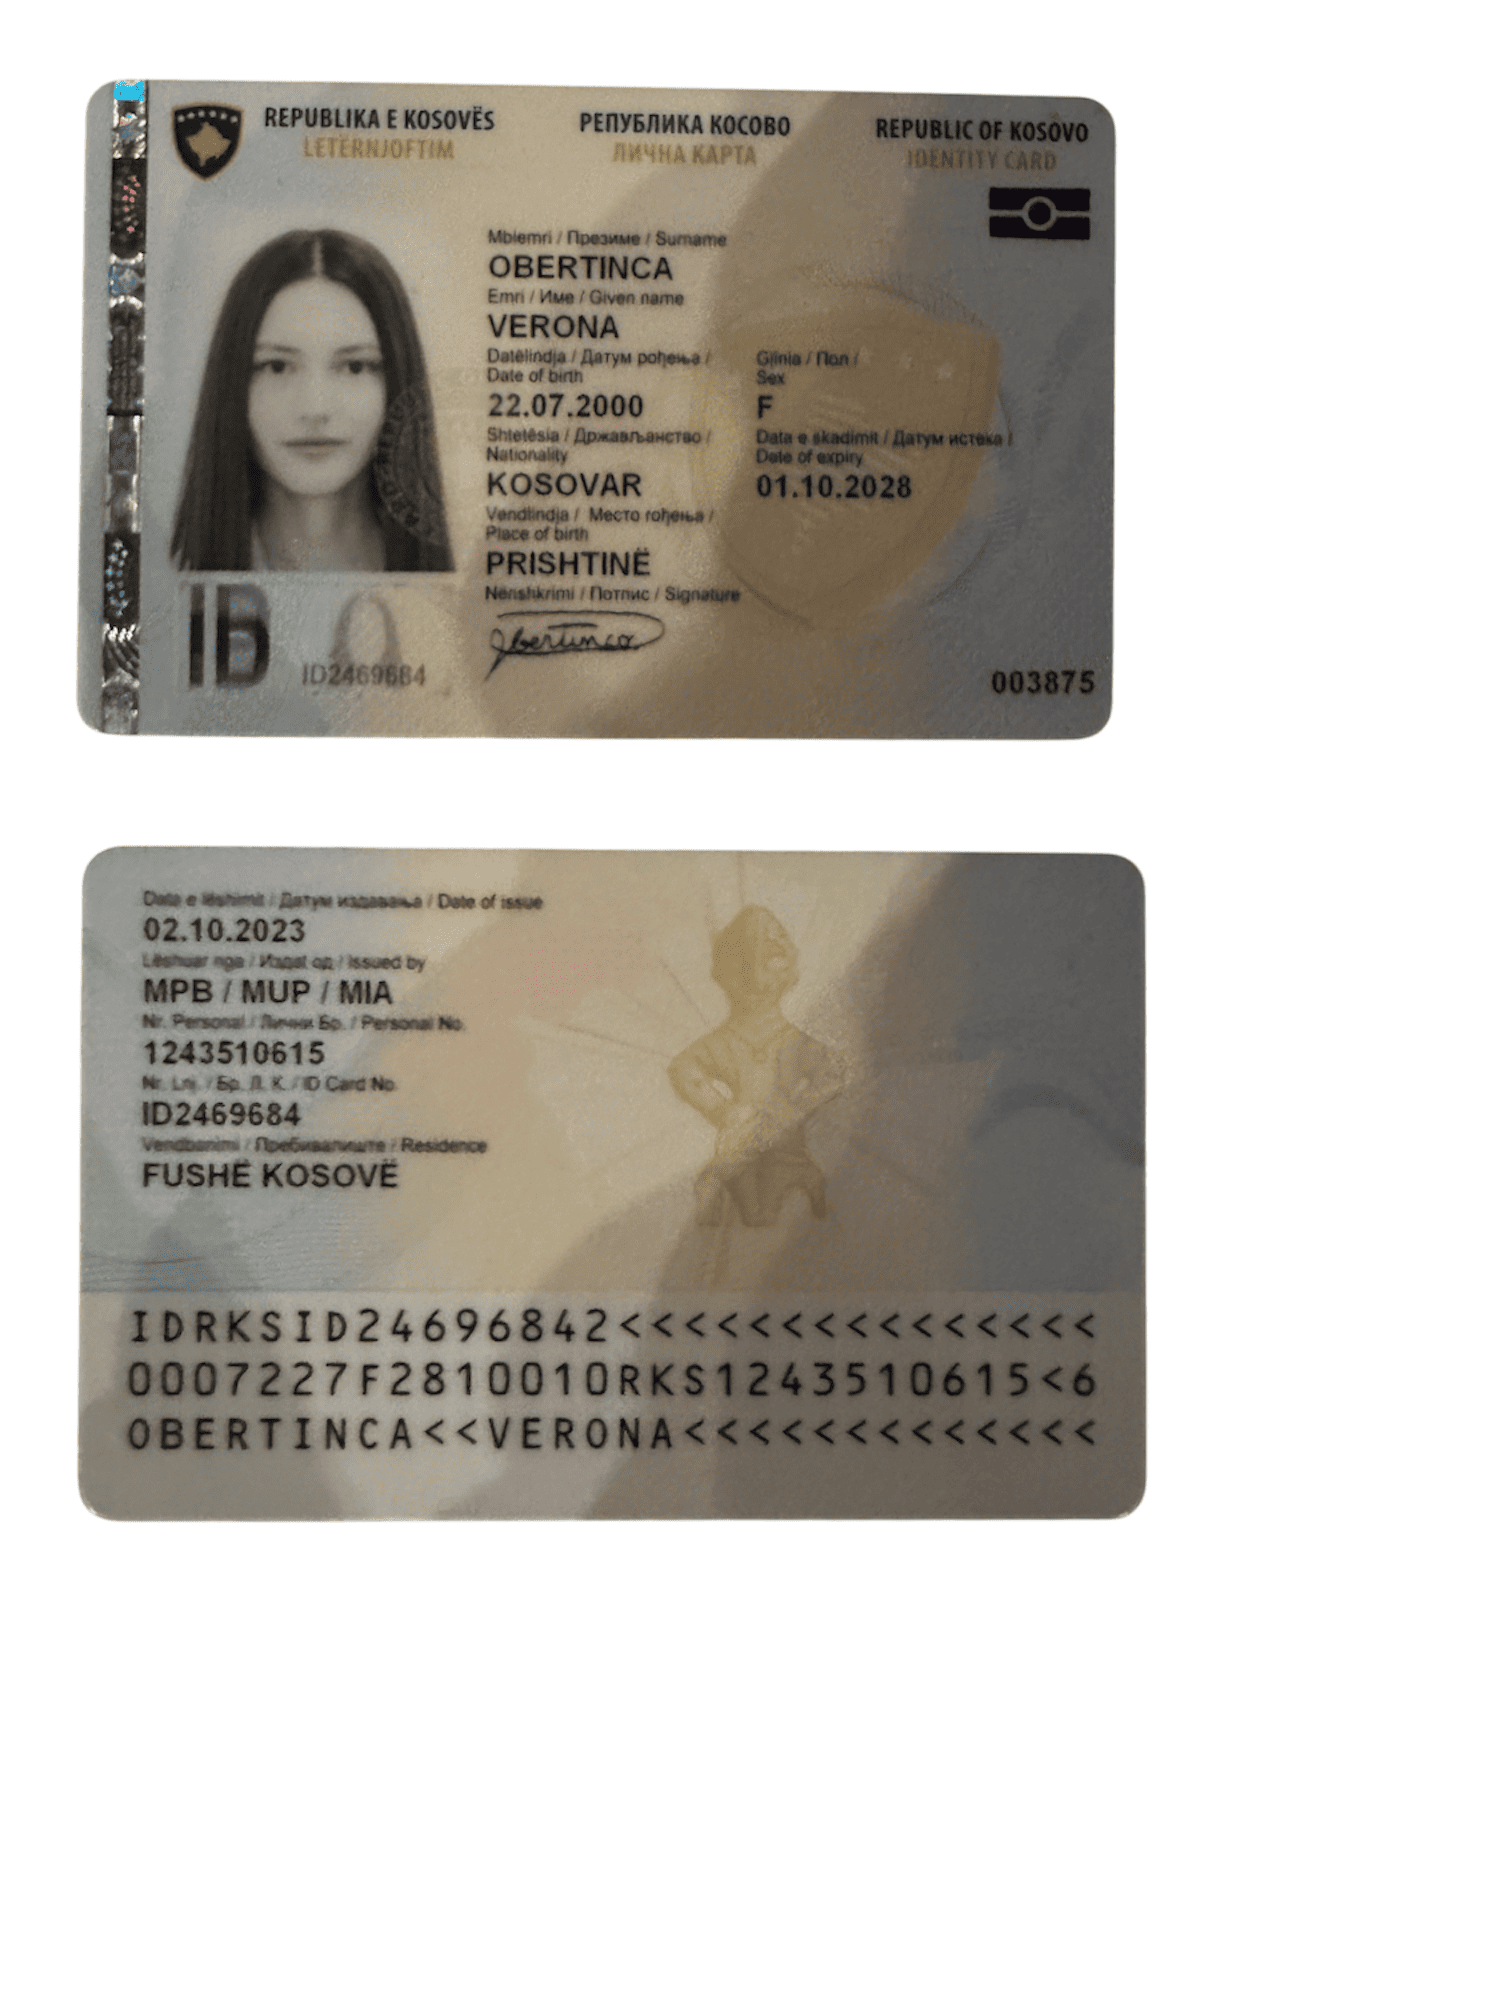 REPUBLIKA E KOSOVËS
LETËRNJOFTIM
РЕПУБЛИКА КОСОВО
ЛИЧНА КАРТА
REPUBLIC OF KOSOVO
IDENTITY CARD
Mbiemri / Презиме / Surname
OBERTINCA
Emri / Име / Given name
VERONA
Datëlindja / Датум рођења /
Date of birth
22.07.2000
Gjinia / Пол /
Sex
F
Shtetësia / Држављанство /
Nationality
KOSOVAR
Data e skadimit / Датум истека /
Date of expiry
01.10.2028
Vendlindja / Место рођења /
Place of birth
PRISHTINË
Nënshkrimi / Потпис / Signature
Obertinca
ID
ID2469684
003875
Data e lëshimit / Датум издавања / Date of issue
02.10.2023
Lëshuar nga / Издат од / Issued by
MPB / MUP / MIA
Nr. Personal / Лични Бр. / Personal No.
1243510615
Nr. Lnj. / Бр. Л. К. / ID Card No.
ID2469684
Vendbanimi / Пребивалиште / Residence
FUSHË KOSOVË
IDRKSID24696842<<<<<<<<<<<<<<<
0007227F2810010RKS1243510615<6
OBERTINCA<<VERONA<<<<<<<<<<<<<